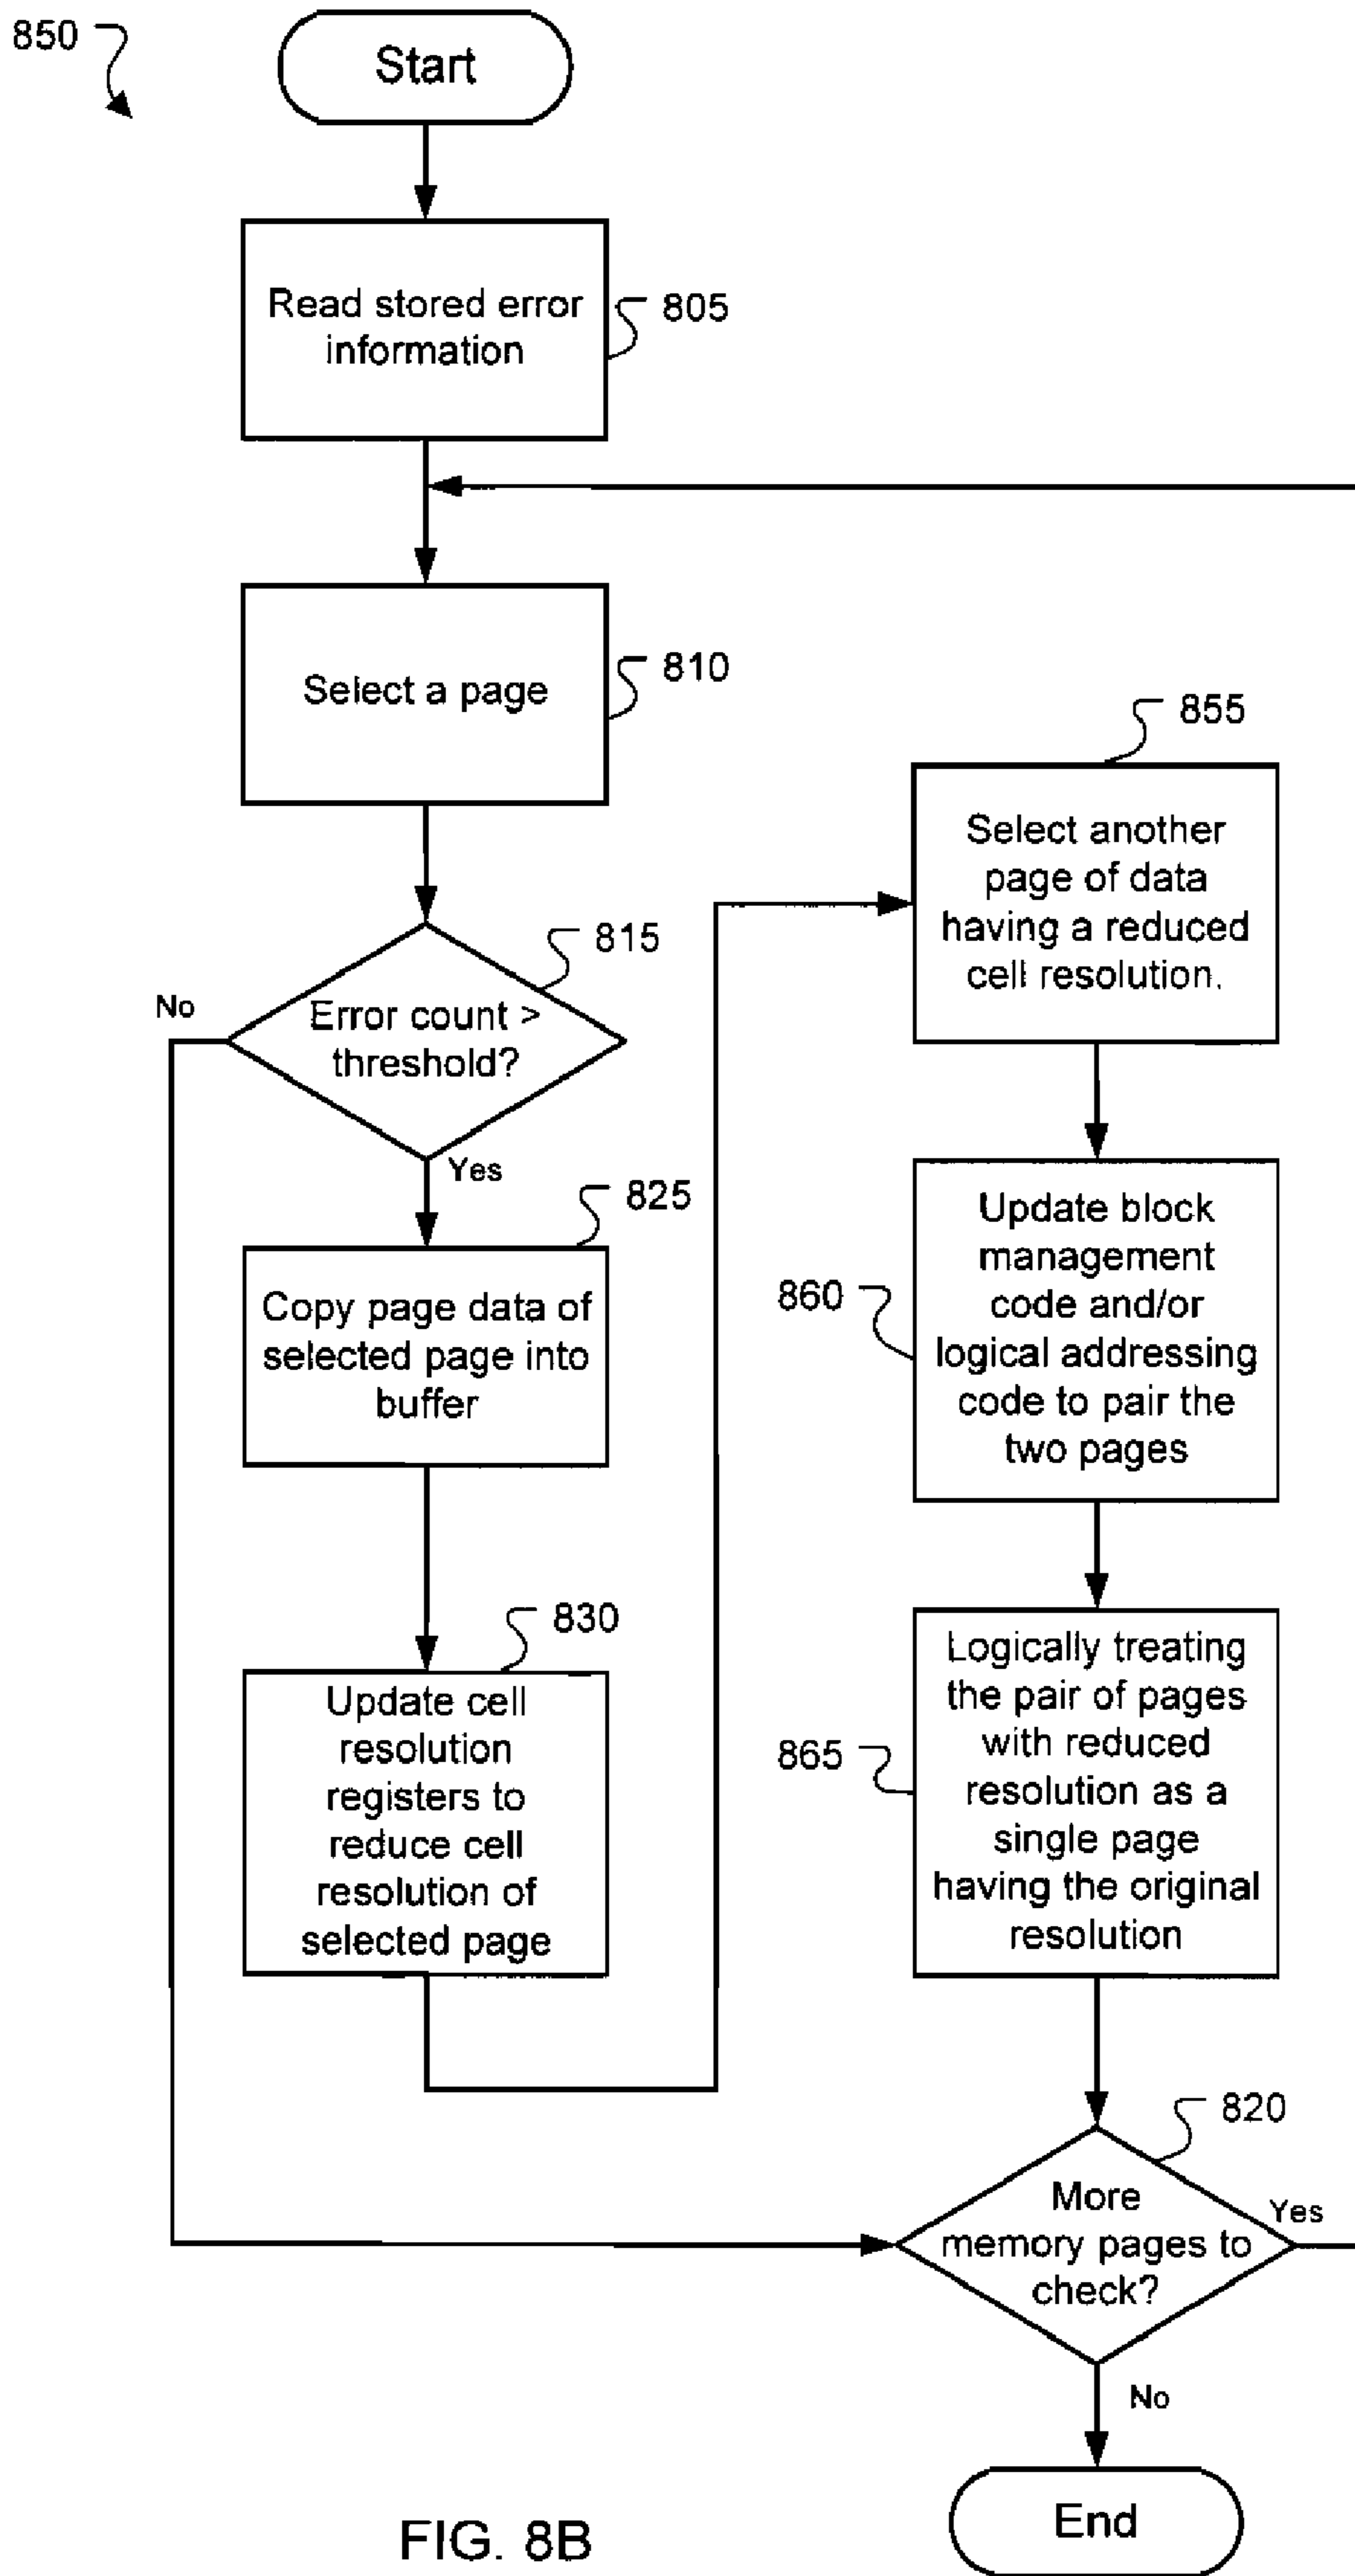 850
Start
Read stored error
information
805
Select a page
810
Error count >
threshold?
815
No
Yes
825
Copy page data of
selected page into
buffer
830
Update cell
resolution
registers to
reduce cell
resolution of
selected page
855
Select another
page of data
having a reduced
cell resolution.
860
Update block
management
code and/or
logical addressing
code to pair the
two pages
865
Logically treating
the pair of pages
with reduced
resolution as a
single page
having the original
resolution
820
More
memory pages to
check?
Yes
No
End
FIG. 8B